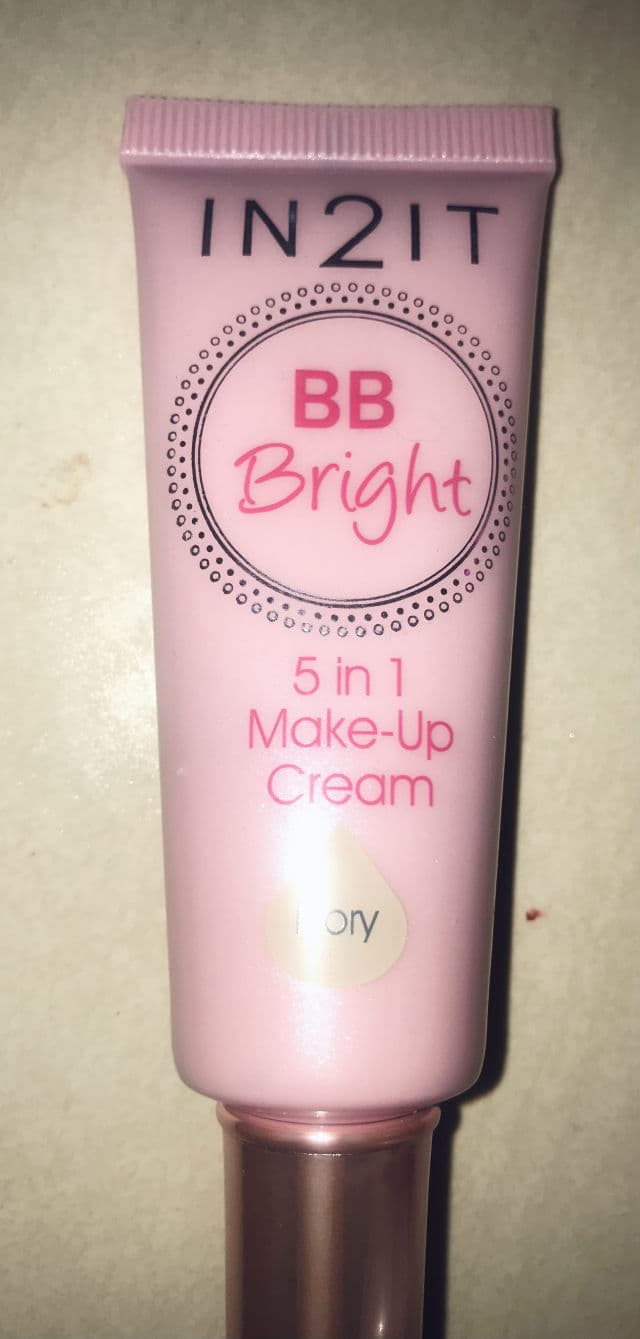 IN2IT
BB
Bright
5 in 1
Make-Up
Cream